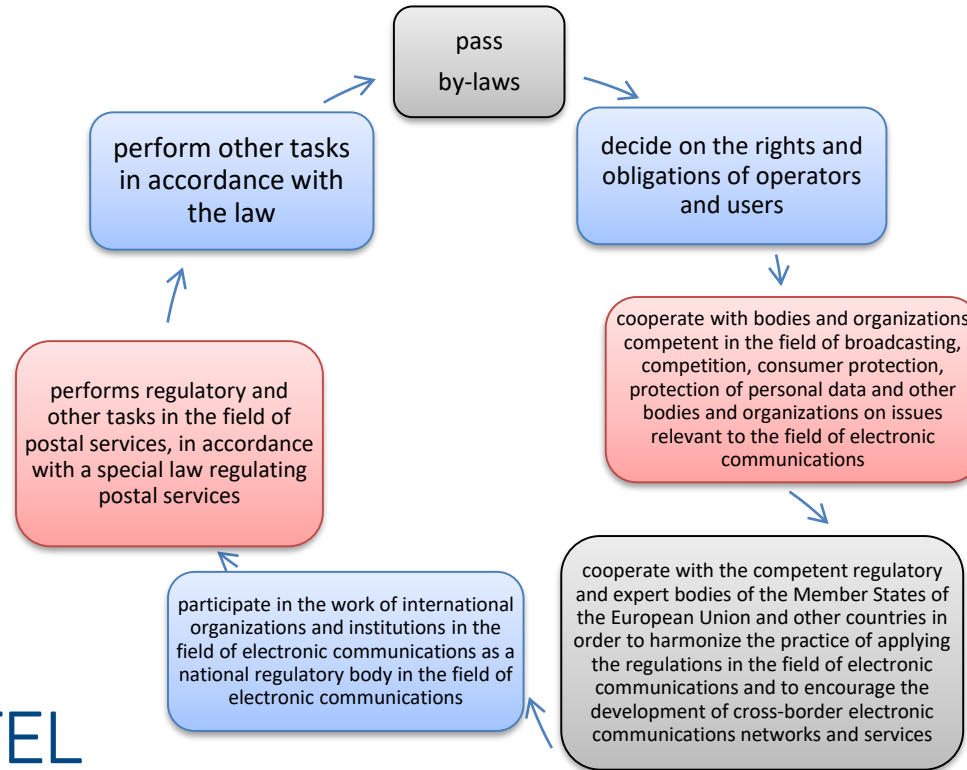 pass
by-laws
decide on the rights and
obligations of operators
and users
cooperate with bodies and organizations
competent in the field of broadcasting,
competition, consumer protection,
protection of personal data and other
bodies and organizations on issues
relevant to the field of electronic
communications
cooperate with the competent regulatory
and expert bodies of the Member States of
the European Union and other countries in
order to harmonize the practice of applying
the regulations in the field of electronic
communications and to encourage the
development of cross-border electronic
communications networks and services
participate in the work of international
organizations and institutions in the
field of electronic communications as a
national regulatory body in the field of
electronic communications
performs regulatory and
other tasks in the field of
postal services, in accordance
with a special law regulating
postal services
perform other tasks
in accordance with
the law
TEL